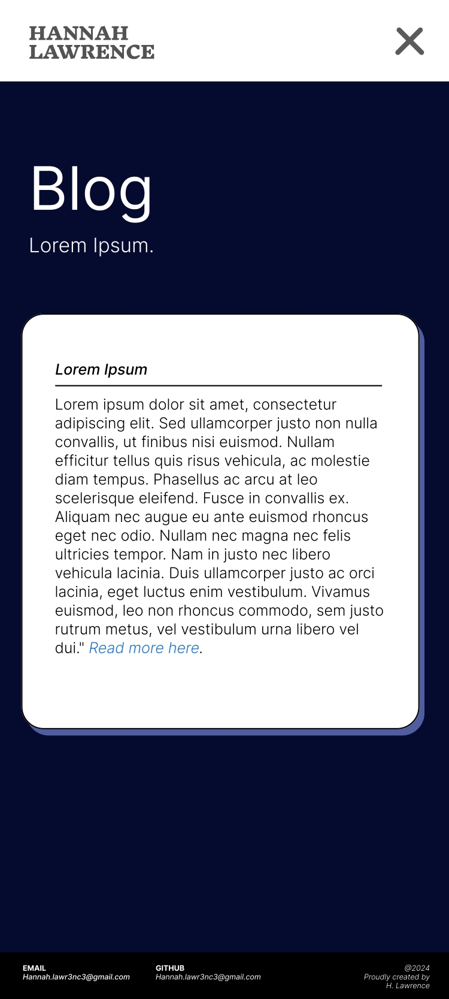 HANNAH
LAWRENCE
Blog
Lorem Ipsum.
Lorem Ipsum
Lorem ipsum dolor sit amet, consectetur
adipiscing elit. Sed ullamcorper justo non nulla
convallis, ut finibus nisi euismod. Nullam
efficitur tellus quis risus vehicula, ac molestie
diam tempus. Phasellus ac arcu at leo
scelerisque eleifend. Fusce in convallis ex.
Aliquam nec augue eu ante euismod rhoncus
eget nec odio. Nullam nec magna nec felis
ultricies tempor. Nam in justo nec libero
vehicula lacinia. Duis ullamcorper justo ac orci
lacinia, eget luctus enim vestibulum. Vivamus
euismod, leo non rhoncus commodo, sem justo
rutrum metus, vel vestibulum urna libero vel
dui." Read more here.
EMAIL
Hannah.lawr3nc3@gmail.com
GITHUB
Hannah.lawr3nc3@gmail.com
@2024
Proudly created by
H. Lawrence